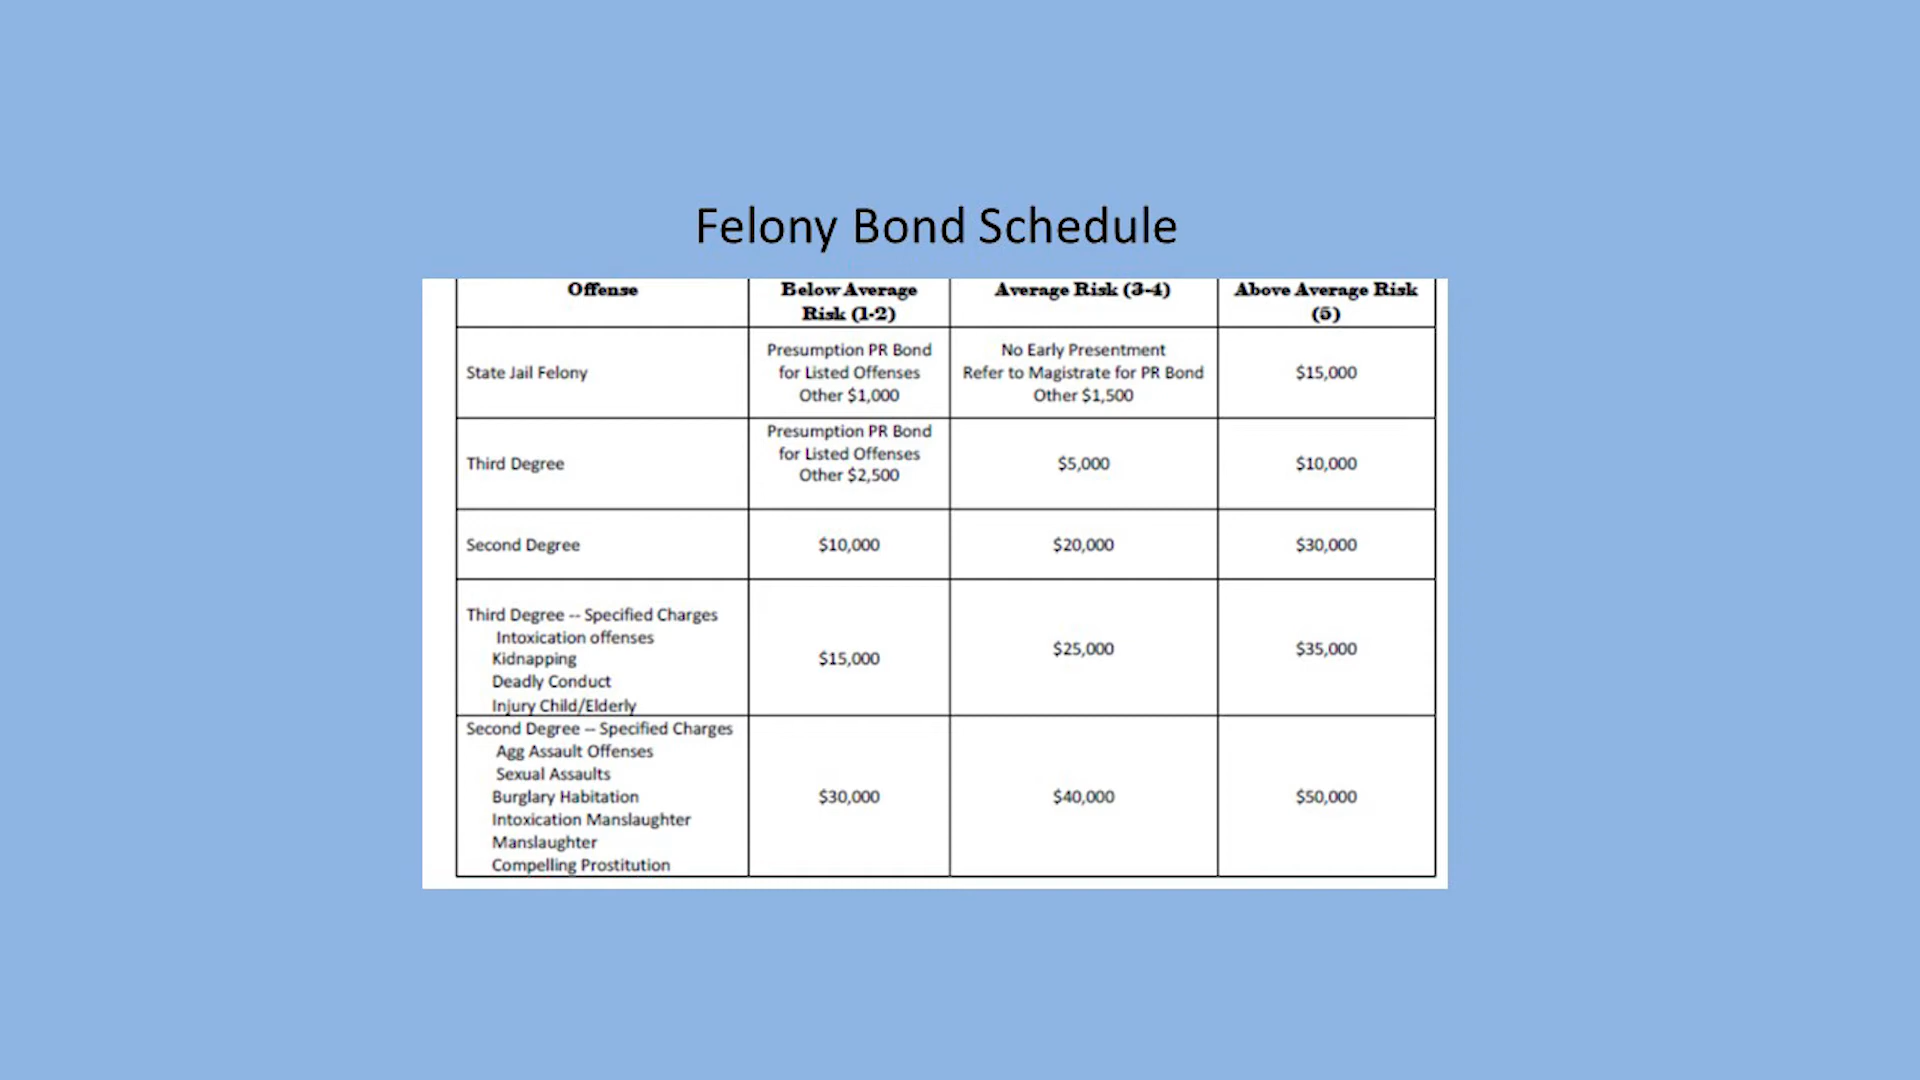 Felony Bond Schedule
Offense
Below Average
Risk (1-2)
Average Risk (3-4)
Above Average Risk
(5)
State Jail Felony
Presumption PR Bond
for Listed Offenses
Other $1,000
No Early Presentment
Refer to Magistrate for PR Bond
Other $1,500
$15,000
Third Degree
Presumption PR Bond
for Listed Offenses
Other $2,500
$5,000
$10,000
Second Degree
$10,000
$20,000
$30,000
Third Degree -- Specified Charges
Intoxication offenses
Kidnapping
Deadly Conduct
Injury Child/Elderly
$15,000
$25,000
$35,000
Second Degree – Specified Charges
Agg Assault Offenses
Sexual Assaults
Burglary Habitation
Intoxication Manslaughter
Manslaughter
Compelling Prostitution
$30,000
$40,000
$50,000